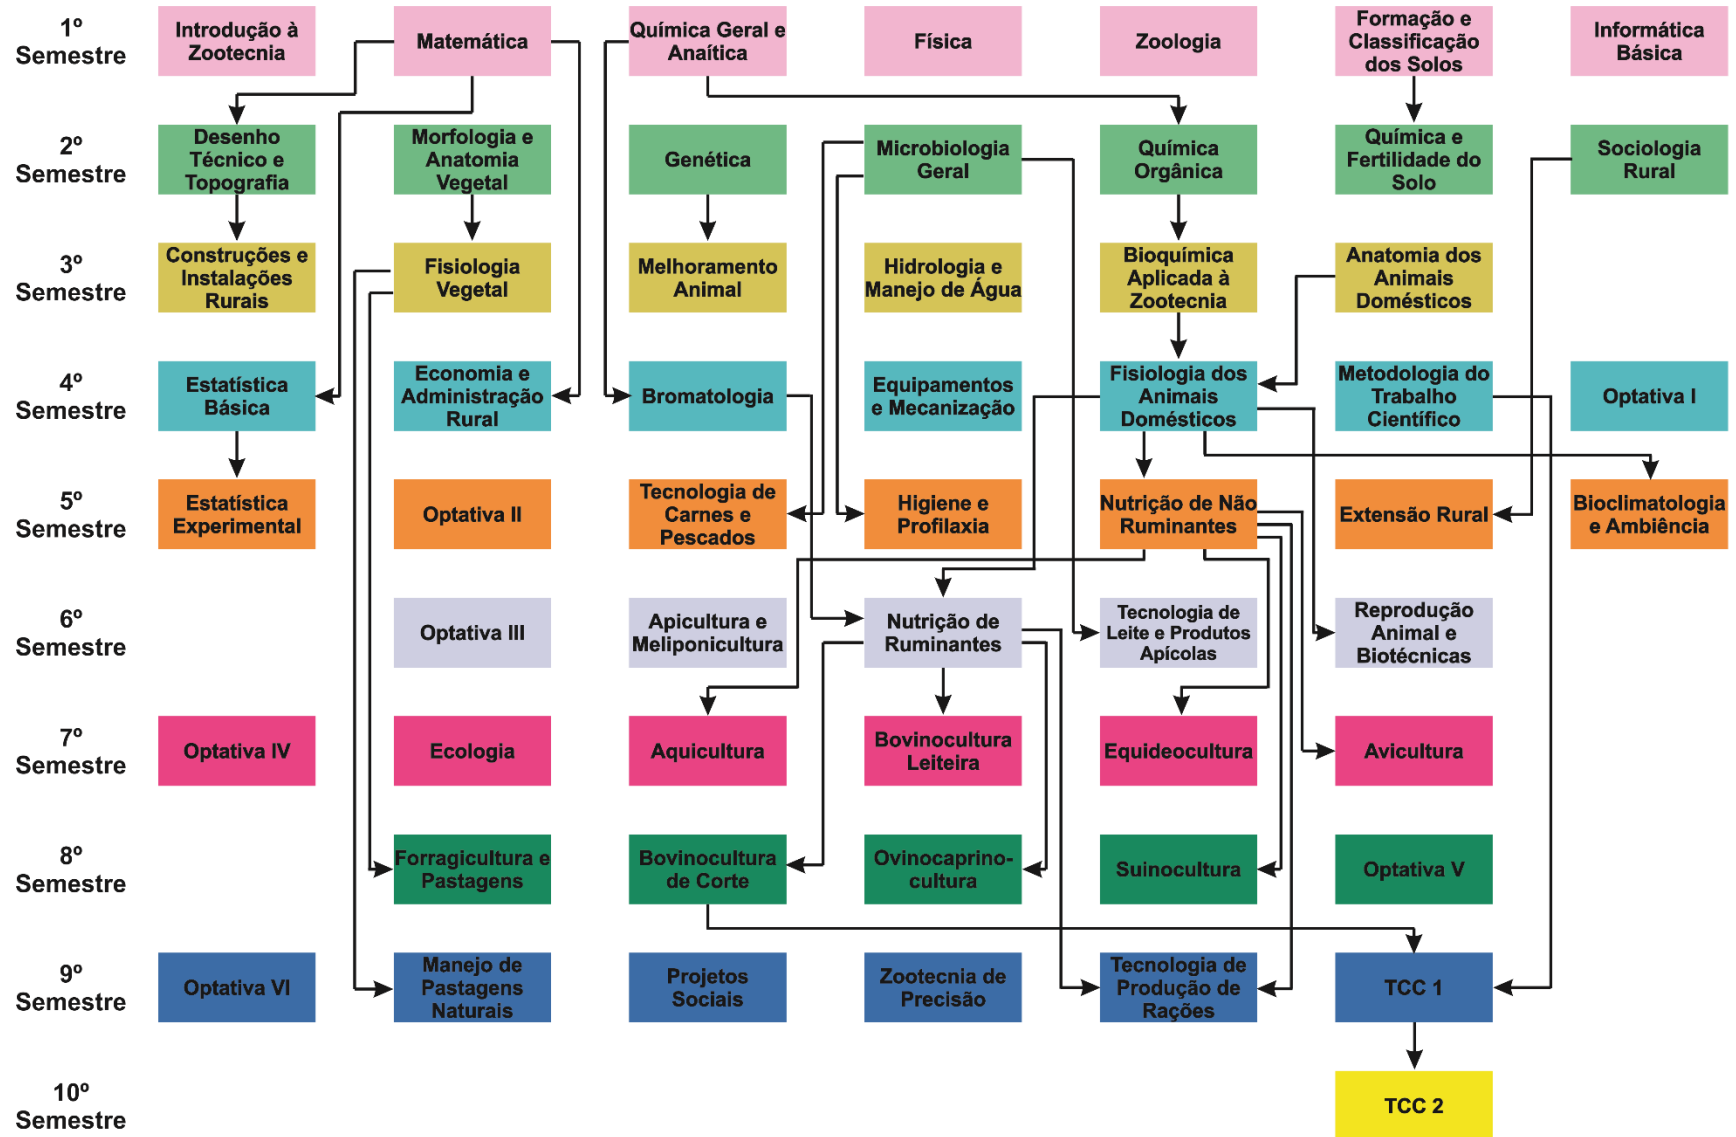 1º
Semestre
Introdução à
Zootecnia
Matemática
Química Geral e
Anaítica
Física
Zoologia
Formação e
Classificação
dos Solos
Informática
Básica
2º
Semestre
Desenho
Técnico e
Topografia
Morfologia e
Anatomia
Vegetal
Genética
Microbiologia
Geral
Química
Orgânica
Química e
Fertilidade do
Solo
Sociologia
Rural
3º
Semestre
Construções e
Instalações
Rurais
Fisiologia
Vegetal
Melhoramento
Animal
Hidrologia e
Manejo de Água
Bioquímica
Aplicada à
Zootecnia
Anatomia dos
Animais
Domésticos
4º
Semestre
Estatística
Básica
Economia e
Administração
Rural
Bromatologia
Equipamentos
e Mecanização
Fisiologia dos
Animais
Domésticos
Metodologia do
Trabalho
Científico
Optativa I
5º
Semestre
Estatística
Experimental
Optativa II
Tecnologia de
Carnes e
Pescados
Higiene e
Profilaxia
Nutrição de Não
Ruminantes
Extensão Rural
Bioclimatologia
e Ambiência
6º
Semestre
Optativa III
Apicultura e
Meliponicultura
Nutrição de
Ruminantes
Tecnologia de
Leite e Produtos
Apícolas
Reprodução
Animal e
Biotécnicas
7º
Semestre
Optativa IV
Ecologia
Aquicultura
Bovinocultura
Leiteira
Equideocultura
Avicultura
8º
Semestre
Forragicultura e
Pastagens
Bovinocultura
de Corte
Ovinocaprino-
cultura
Suinocultura
Optativa V
9º
Semestre
Optativa VI
Manejo de
Pastagens
Naturais
Projetos
Sociais
Zootecnia de
Precisão
Tecnologia de
Produção de
Rações
TCC 1
10º
Semestre
TCC 2